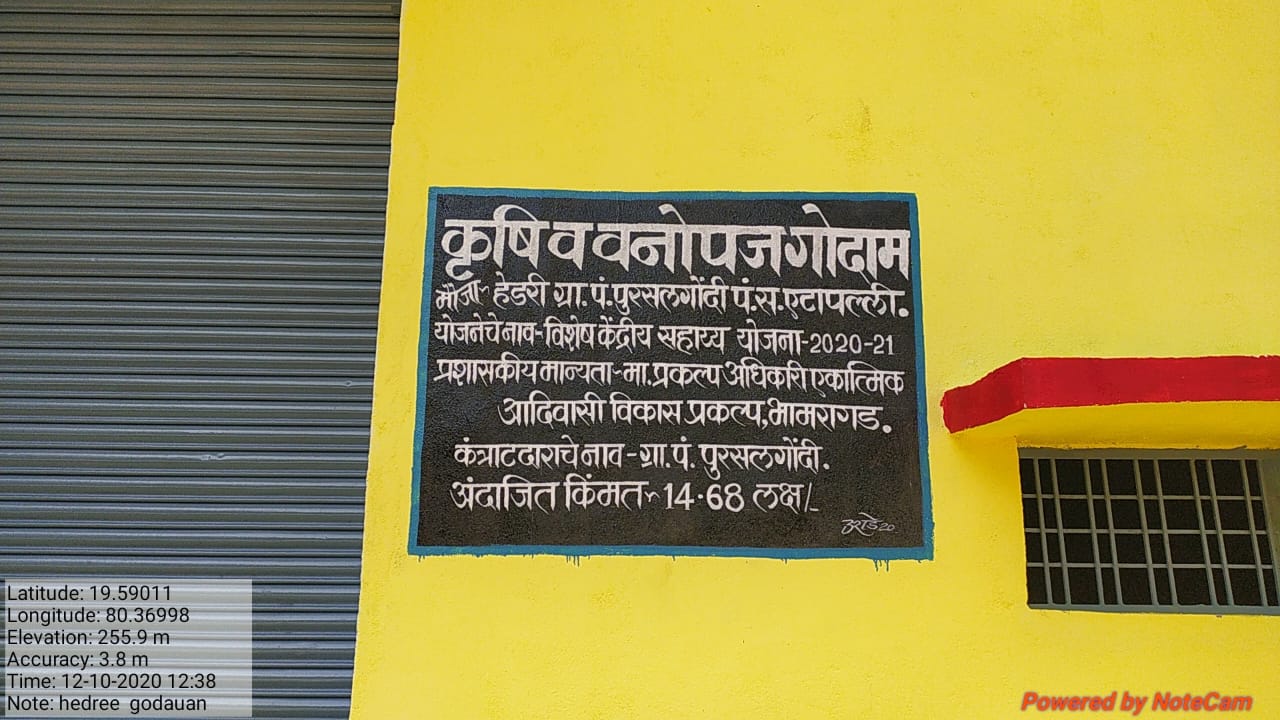 कृषि व वनोपज गोदाम
मौजा- हेडरी ग्रा. पं. पुरसलगोंदी पं.स. एटापल्ली.
योजनेचे नाव-विशेष केंद्रीय सहाय्य योजना-2020-21
प्रशासकीय मान्यता-मा.प्रकल्प अधिकारी एकात्मिक
आदिवासी विकास प्रकल्प,भामरागड.
कंत्राटदाराचे नाव -ग्रा.पं. पुरसलगोंदी.
अंदाजित किंमत- 14.68 लक्ष/-
20
Latitude: 19.59011
Longitude: 80.36998
Elevation: 255.9 m
Accuracy: 3.8 m
Time: 12-10-2020 12:38
Note: hedree godauan
Powered by NoteCam